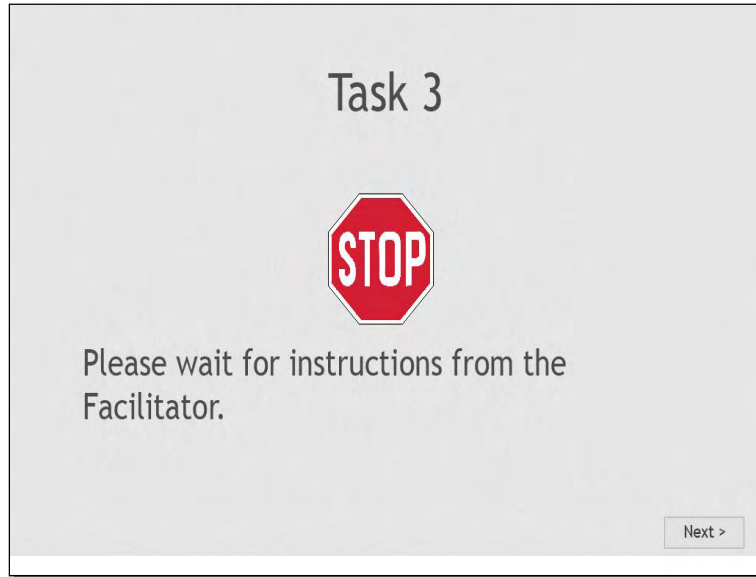 Task 3
STOP
Please wait for instructions from the
Facilitator.
Next >